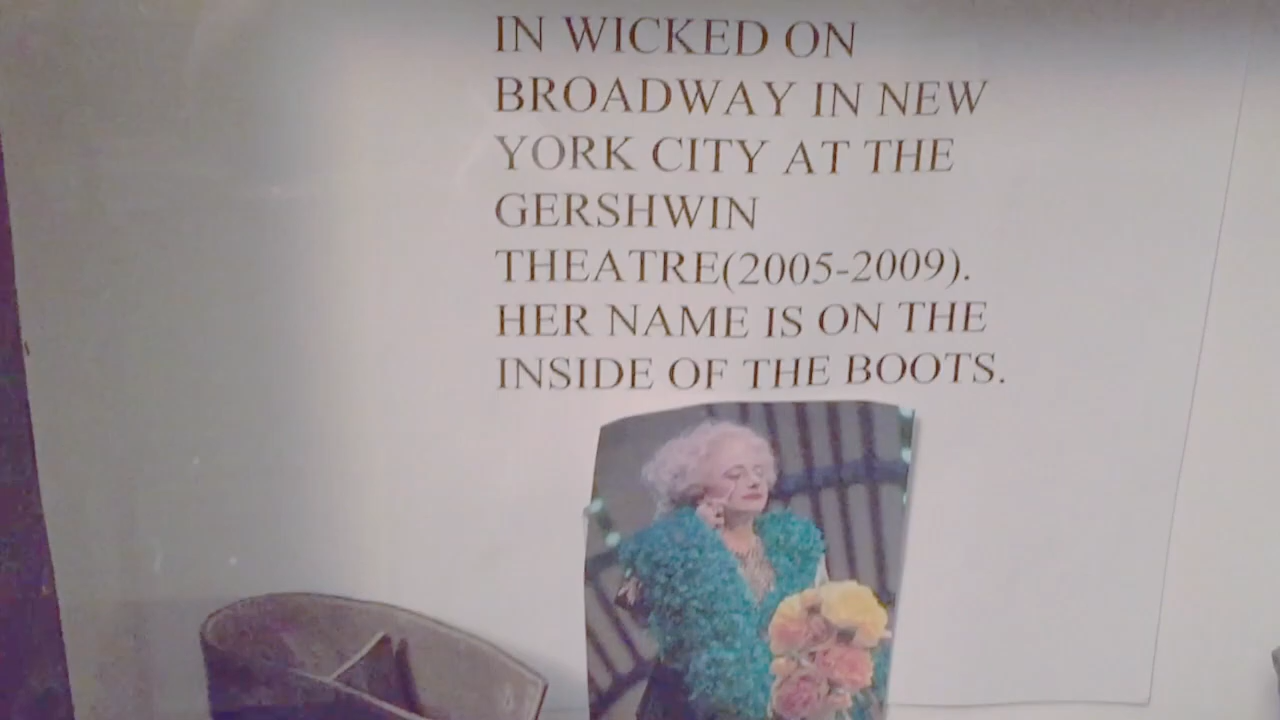 IN WICKED ON
BROADWAY IN NEW
YORK CITY AT THE
GERSHWIN
THEATRE(2005-2009).
HER NAME IS ON THE
INSIDE OF THE BOOTS.